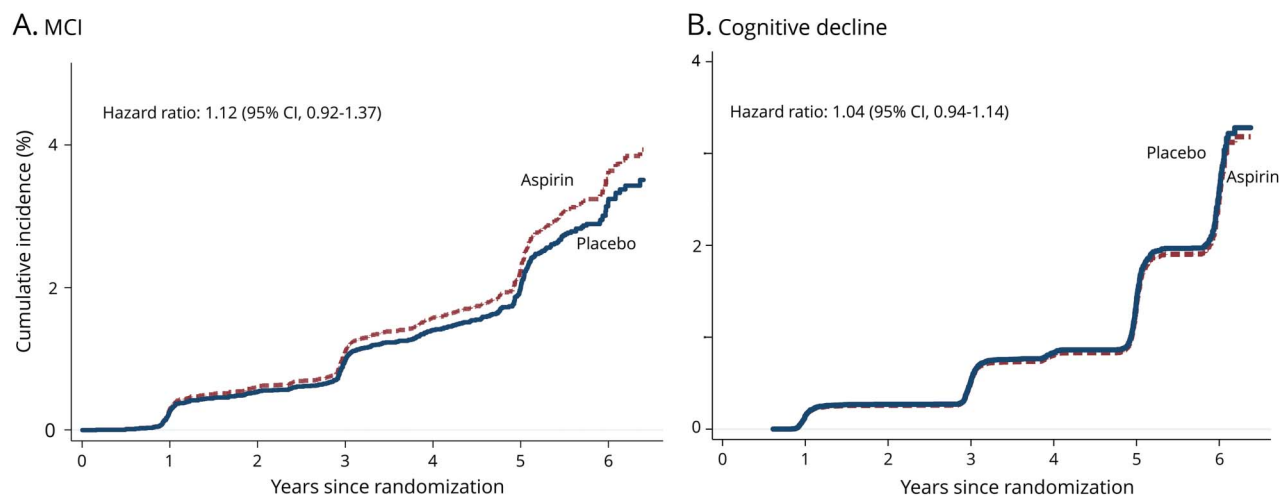 A. MCI
Hazard ratio: 1.12 (95% CI, 0.92-1.37)
Cumulative incidence (%)
4
2
0
Aspirin
Placebo
0 1 2 3 4 5 6
Years since randomization
B. Cognitive decline
Hazard ratio: 1.04 (95% CI, 0.94-1.14)
4
2
0
Placebo
Aspirin
0 1 2 3 4 5 6
Years since randomization